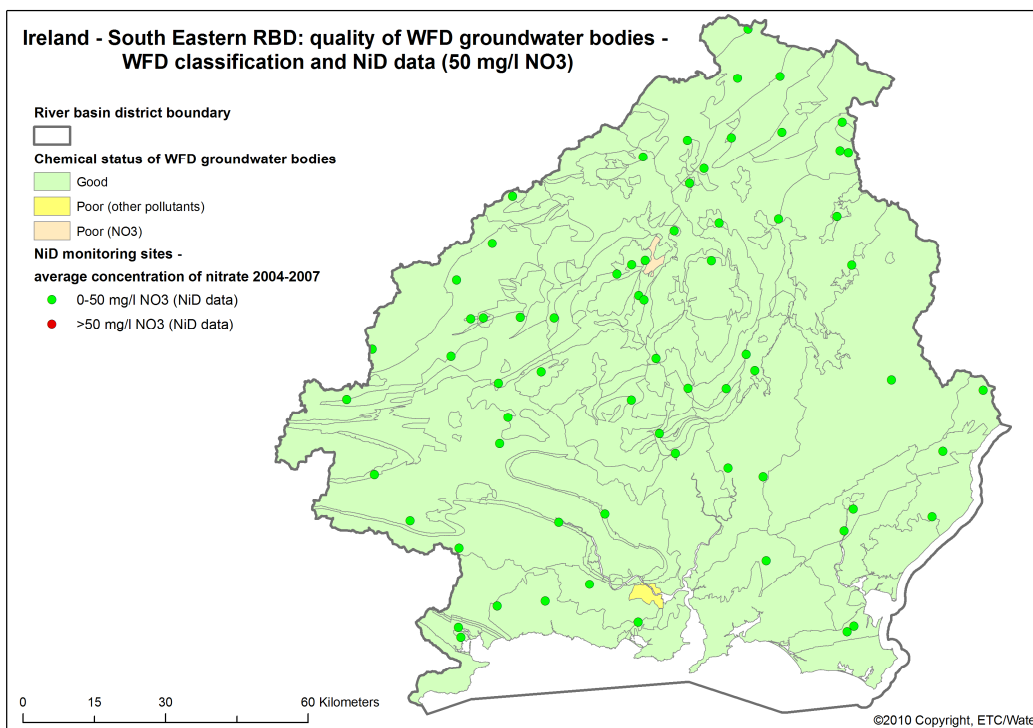 Ireland - South Eastern RBD: quality of WFD groundwater bodies -
WFD classification and NiD data (50 mg/l NO3)
River basin district boundary
Chemical status of WFD groundwater bodies
Good
Poor (other pollutants)
Poor (NO3)
NiD monitoring sites -
average concentration of nitrate 2004-2007
0-50 mg/l NO3 (NiD data)
>50 mg/l NO3 (NiD data)
0 15 30 60 Kilometers
©2010 Copyright, ETC/Wate